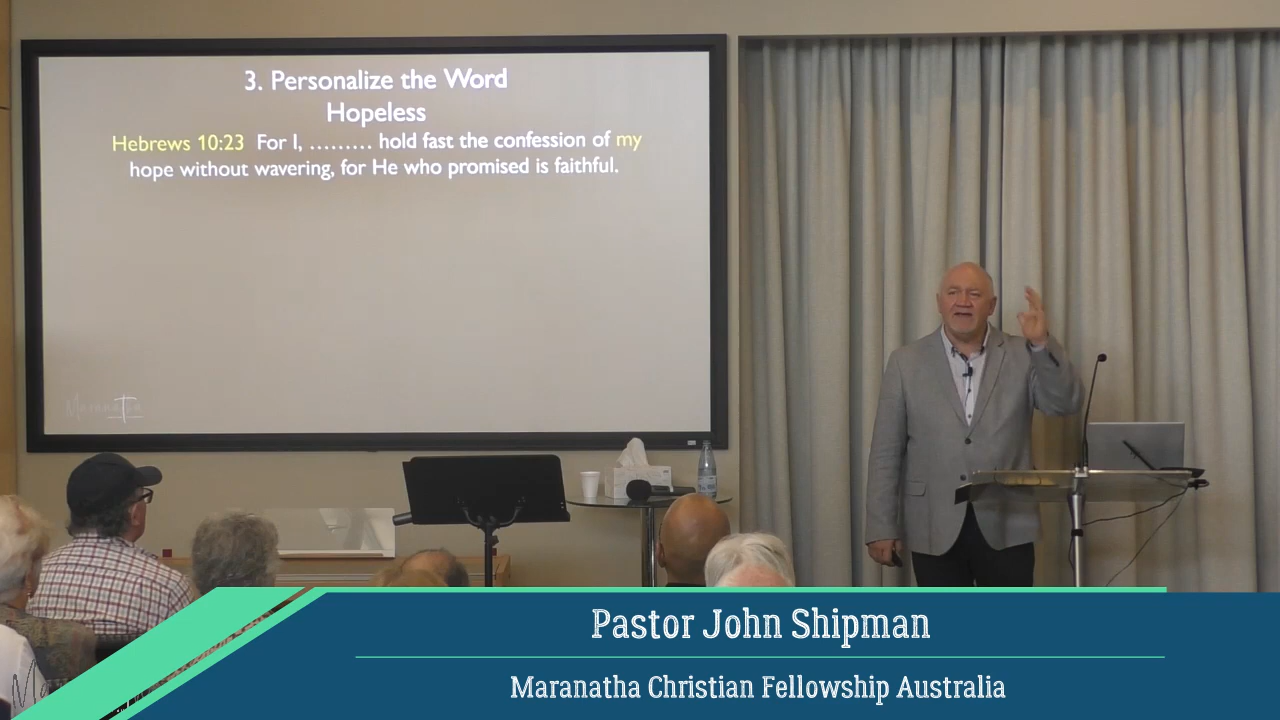 3. Personalize the Word
Hopeless
Hebrews 10:23 For I, ......... hold fast the confession of my
hope without wavering, for He who promised is faithful.
Maranatha
Pastor John Shipman
Maranatha Christian Fellowship Australia